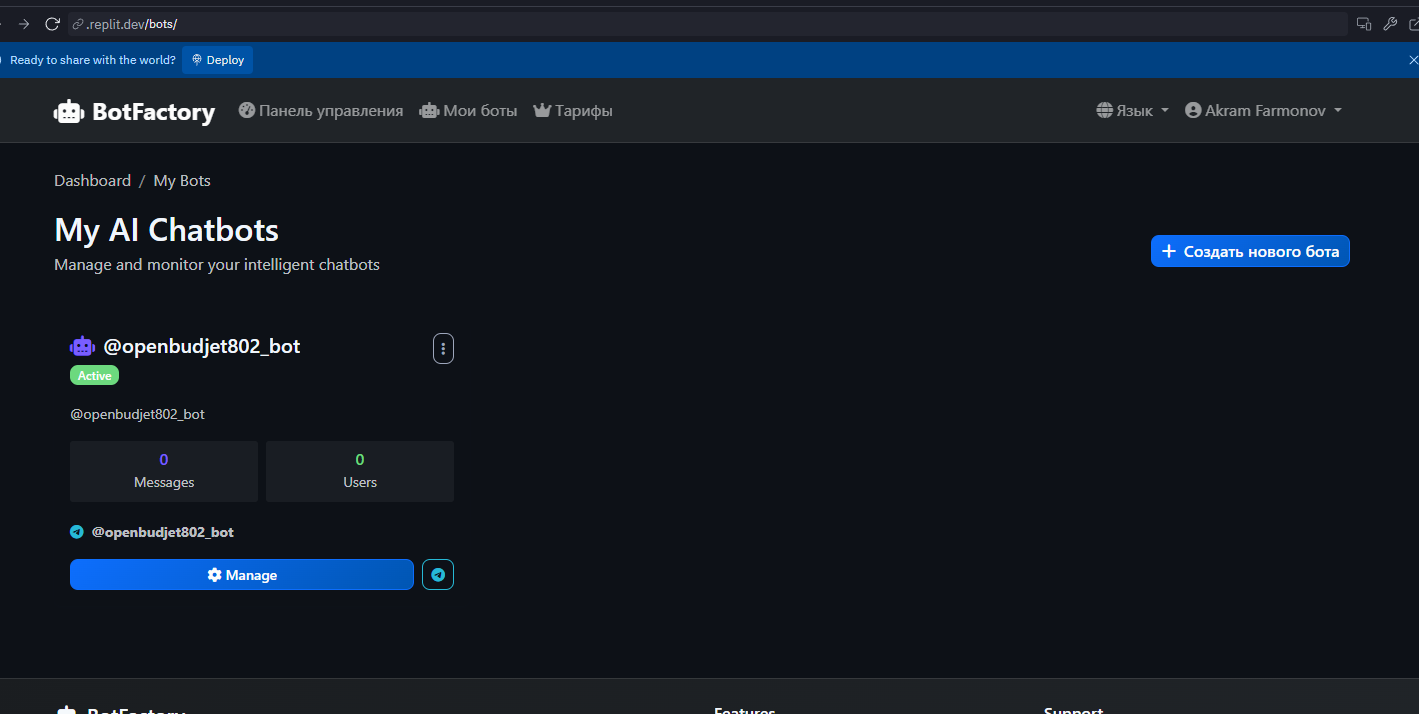 .replit.dev/bots/
Ready to share with the world? Deploy
BotFactory Панель управления Мои боты Тарифы Язык Akram Farmonov
Dashboard / My Bots
My AI Chatbots
Manage and monitor your intelligent chatbots
Создать нового бота
@openbudjet802_bot
Active
@openbudjet802_bot
0 0
Messages Users
@openbudjet802_bot
Manage
BotFactory Features Support